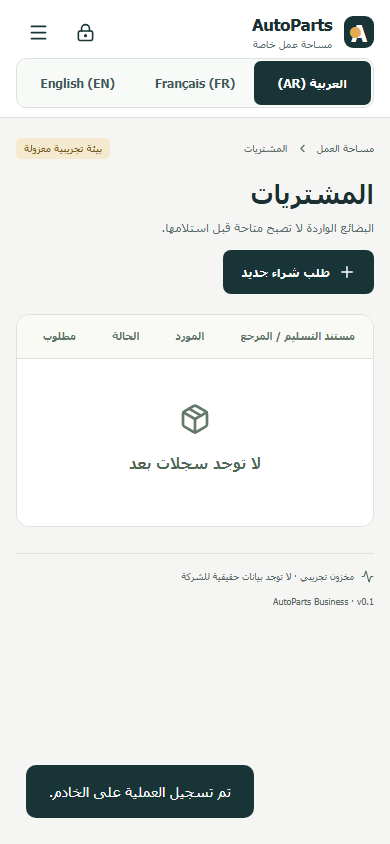 AutoParts
مساحة عمل خاصة
العربية (AR)
Français (FR)
English (EN)
مساحة العمل
المشتريات
بيئة تجريبية معزولة
المشتريات
البضائع الواردة لا تصبح متاحة قبل استلامها.
طلب شراء جديد
مستند التسليم / المرجع
المورد
الحالة
مطلوب
لا توجد سجلات بعد
مخزون تجريبي · لا توجد بيانات حقيقية للشركة
AutoParts Business · v0.1
تم تسجيل العملية على الخادم.